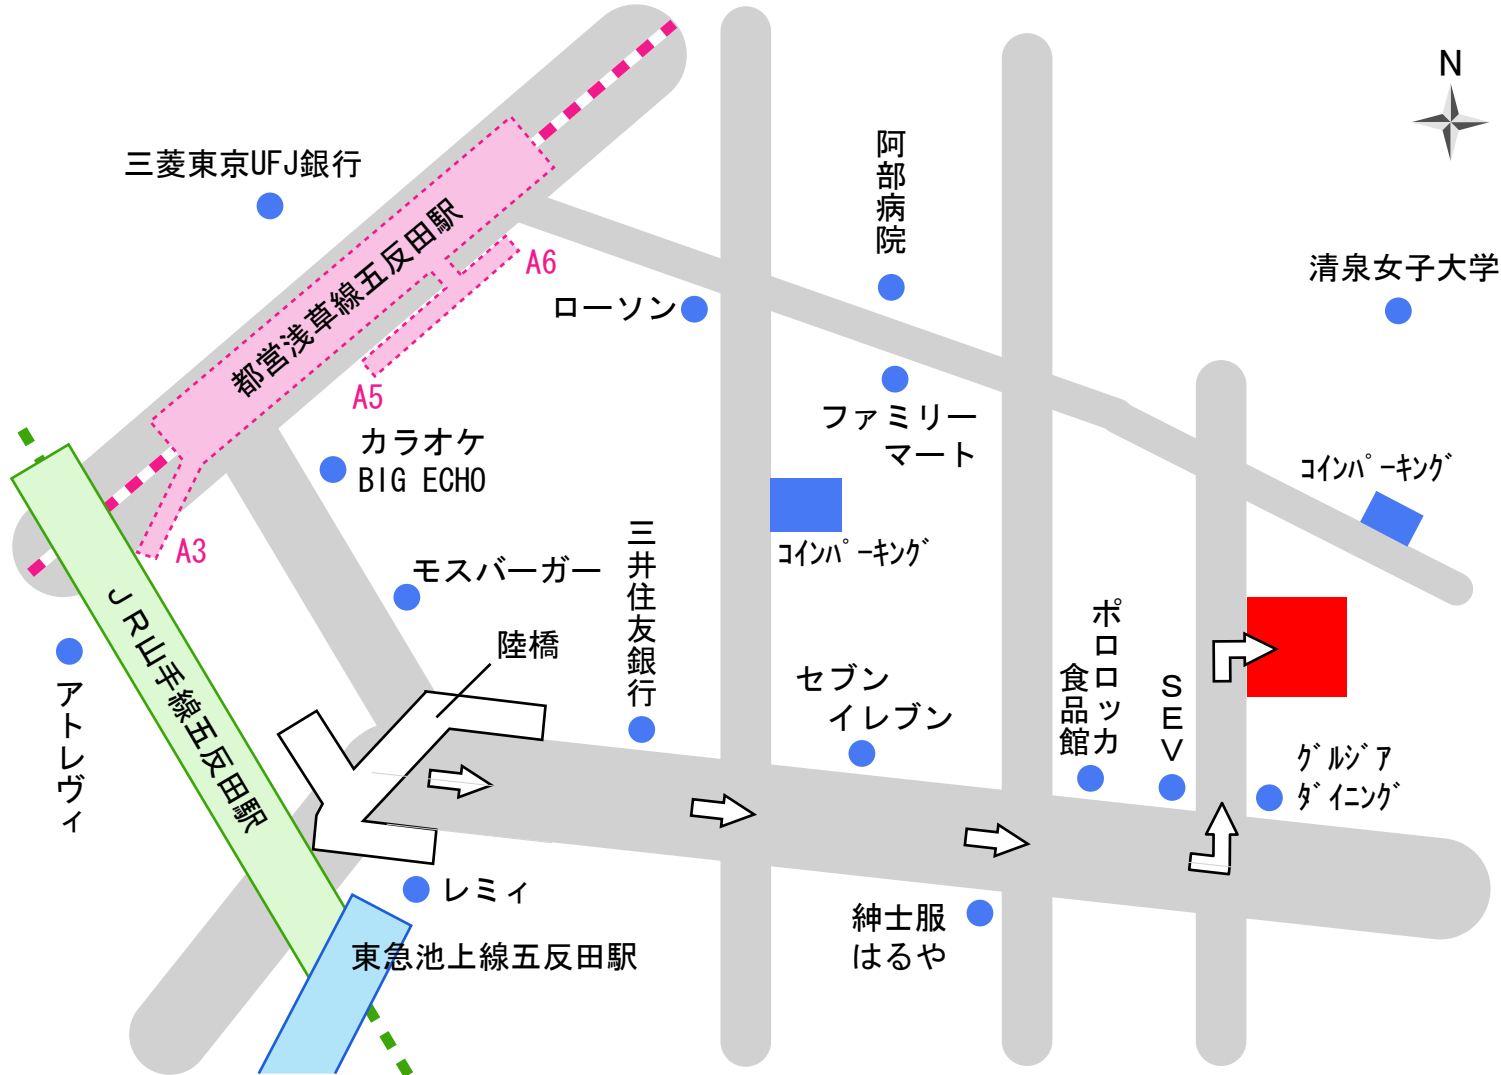 N
三菱東京UFJ銀行
都営浅草線五反田駅
A6
A5
A3
阿部病院
清泉女子大学
ローソン
ファミリー
マート
カラオケ
BIG ECHO
コインパーキング
コインパーキング
モスバーガー
三井住友銀行
陸橋
JR山手線五反田駅
アトレヴィ
セブン
イレブン
ポロロッカ
食品館
SEV
グルジア
ダイニング
レミィ
東急池上線五反田駅
紳士服
はるや